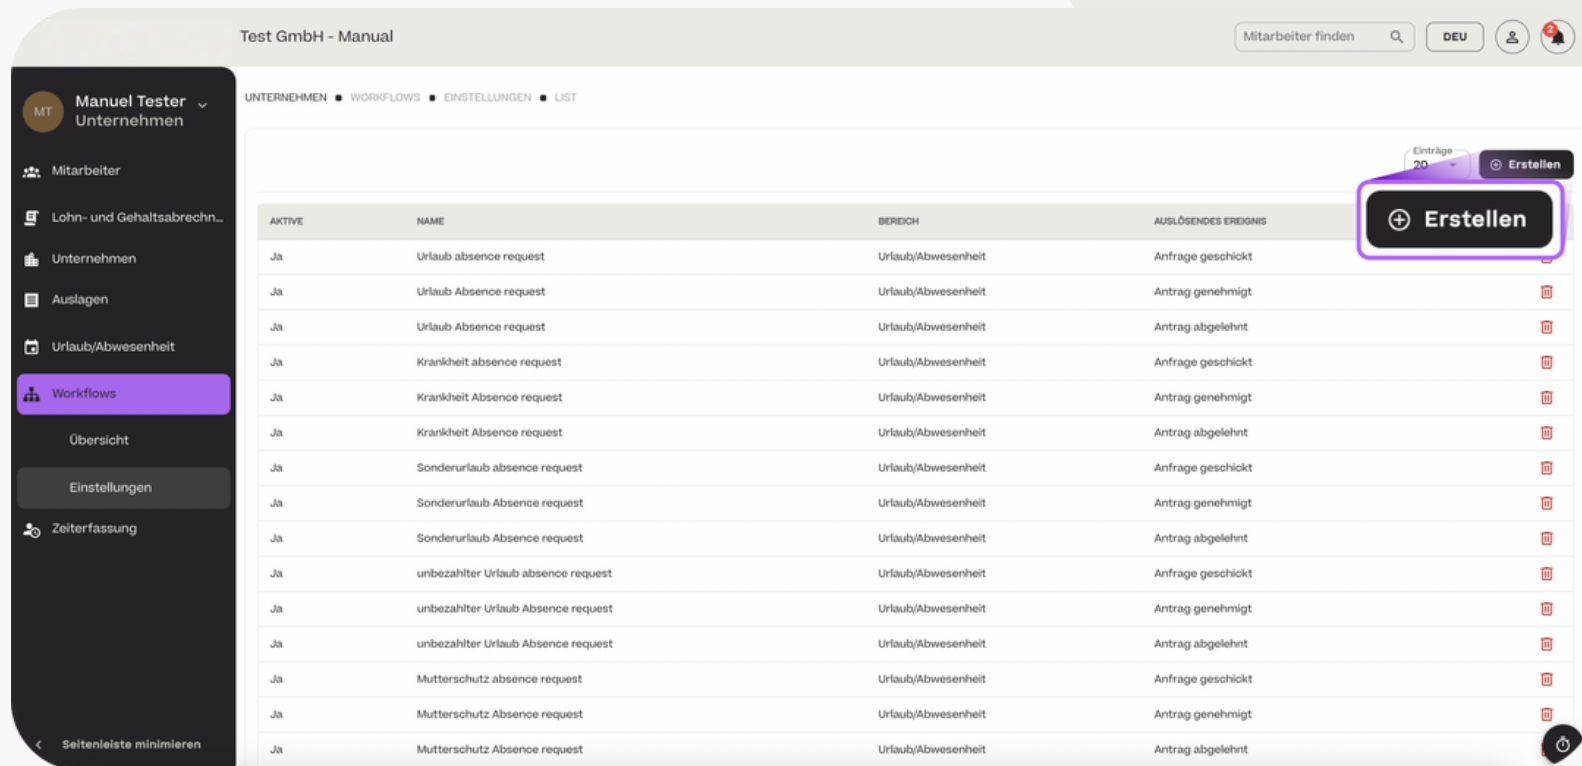 Test GmbH - Manual
Mitarbeiter finden
DEU
2
MT
Manuel Tester
Unternehmen
UNTERNEHMEN ■ WORKFLOWS ■ EINSTELLUNGEN ■ LIST
Mitarbeiter
Lohn- und Gehaltsabrechn...
Unternehmen
Auslagen
Urlaub/Abwesenheit
Workflows
Übersicht
Einstellungen
Zeiterfassung
Seitenleiste minimieren
Einträge
20
Erstellen
Erstellen
AKTIVE NAME BEREICH AUSLÖSENDES EREIGNIS
Ja Urlaub absence request Urlaub/Abwesenheit Anfrage geschickt
Ja Urlaub Absence request Urlaub/Abwesenheit Antrag genehmigt
Ja Urlaub Absence request Urlaub/Abwesenheit Antrag abgelehnt
Ja Krankheit absence request Urlaub/Abwesenheit Anfrage geschickt
Ja Krankheit Absence request Urlaub/Abwesenheit Antrag genehmigt
Ja Krankheit Absence request Urlaub/Abwesenheit Antrag abgelehnt
Ja Sonderurlaub absence request Urlaub/Abwesenheit Anfrage geschickt
Ja Sonderurlaub Absence request Urlaub/Abwesenheit Antrag genehmigt
Ja Sonderurlaub Absence request Urlaub/Abwesenheit Antrag abgelehnt
Ja unbezahlter Urlaub absence request Urlaub/Abwesenheit Anfrage geschickt
Ja unbezahlter Urlaub Absence request Urlaub/Abwesenheit Antrag genehmigt
Ja unbezahlter Urlaub Absence request Urlaub/Abwesenheit Antrag abgelehnt
Ja Mutterschutz absence request Urlaub/Abwesenheit Anfrage geschickt
Ja Mutterschutz Absence request Urlaub/Abwesenheit Antrag genehmigt
Ja Mutterschutz Absence request Urlaub/Abwesenheit Antrag abgelehnt